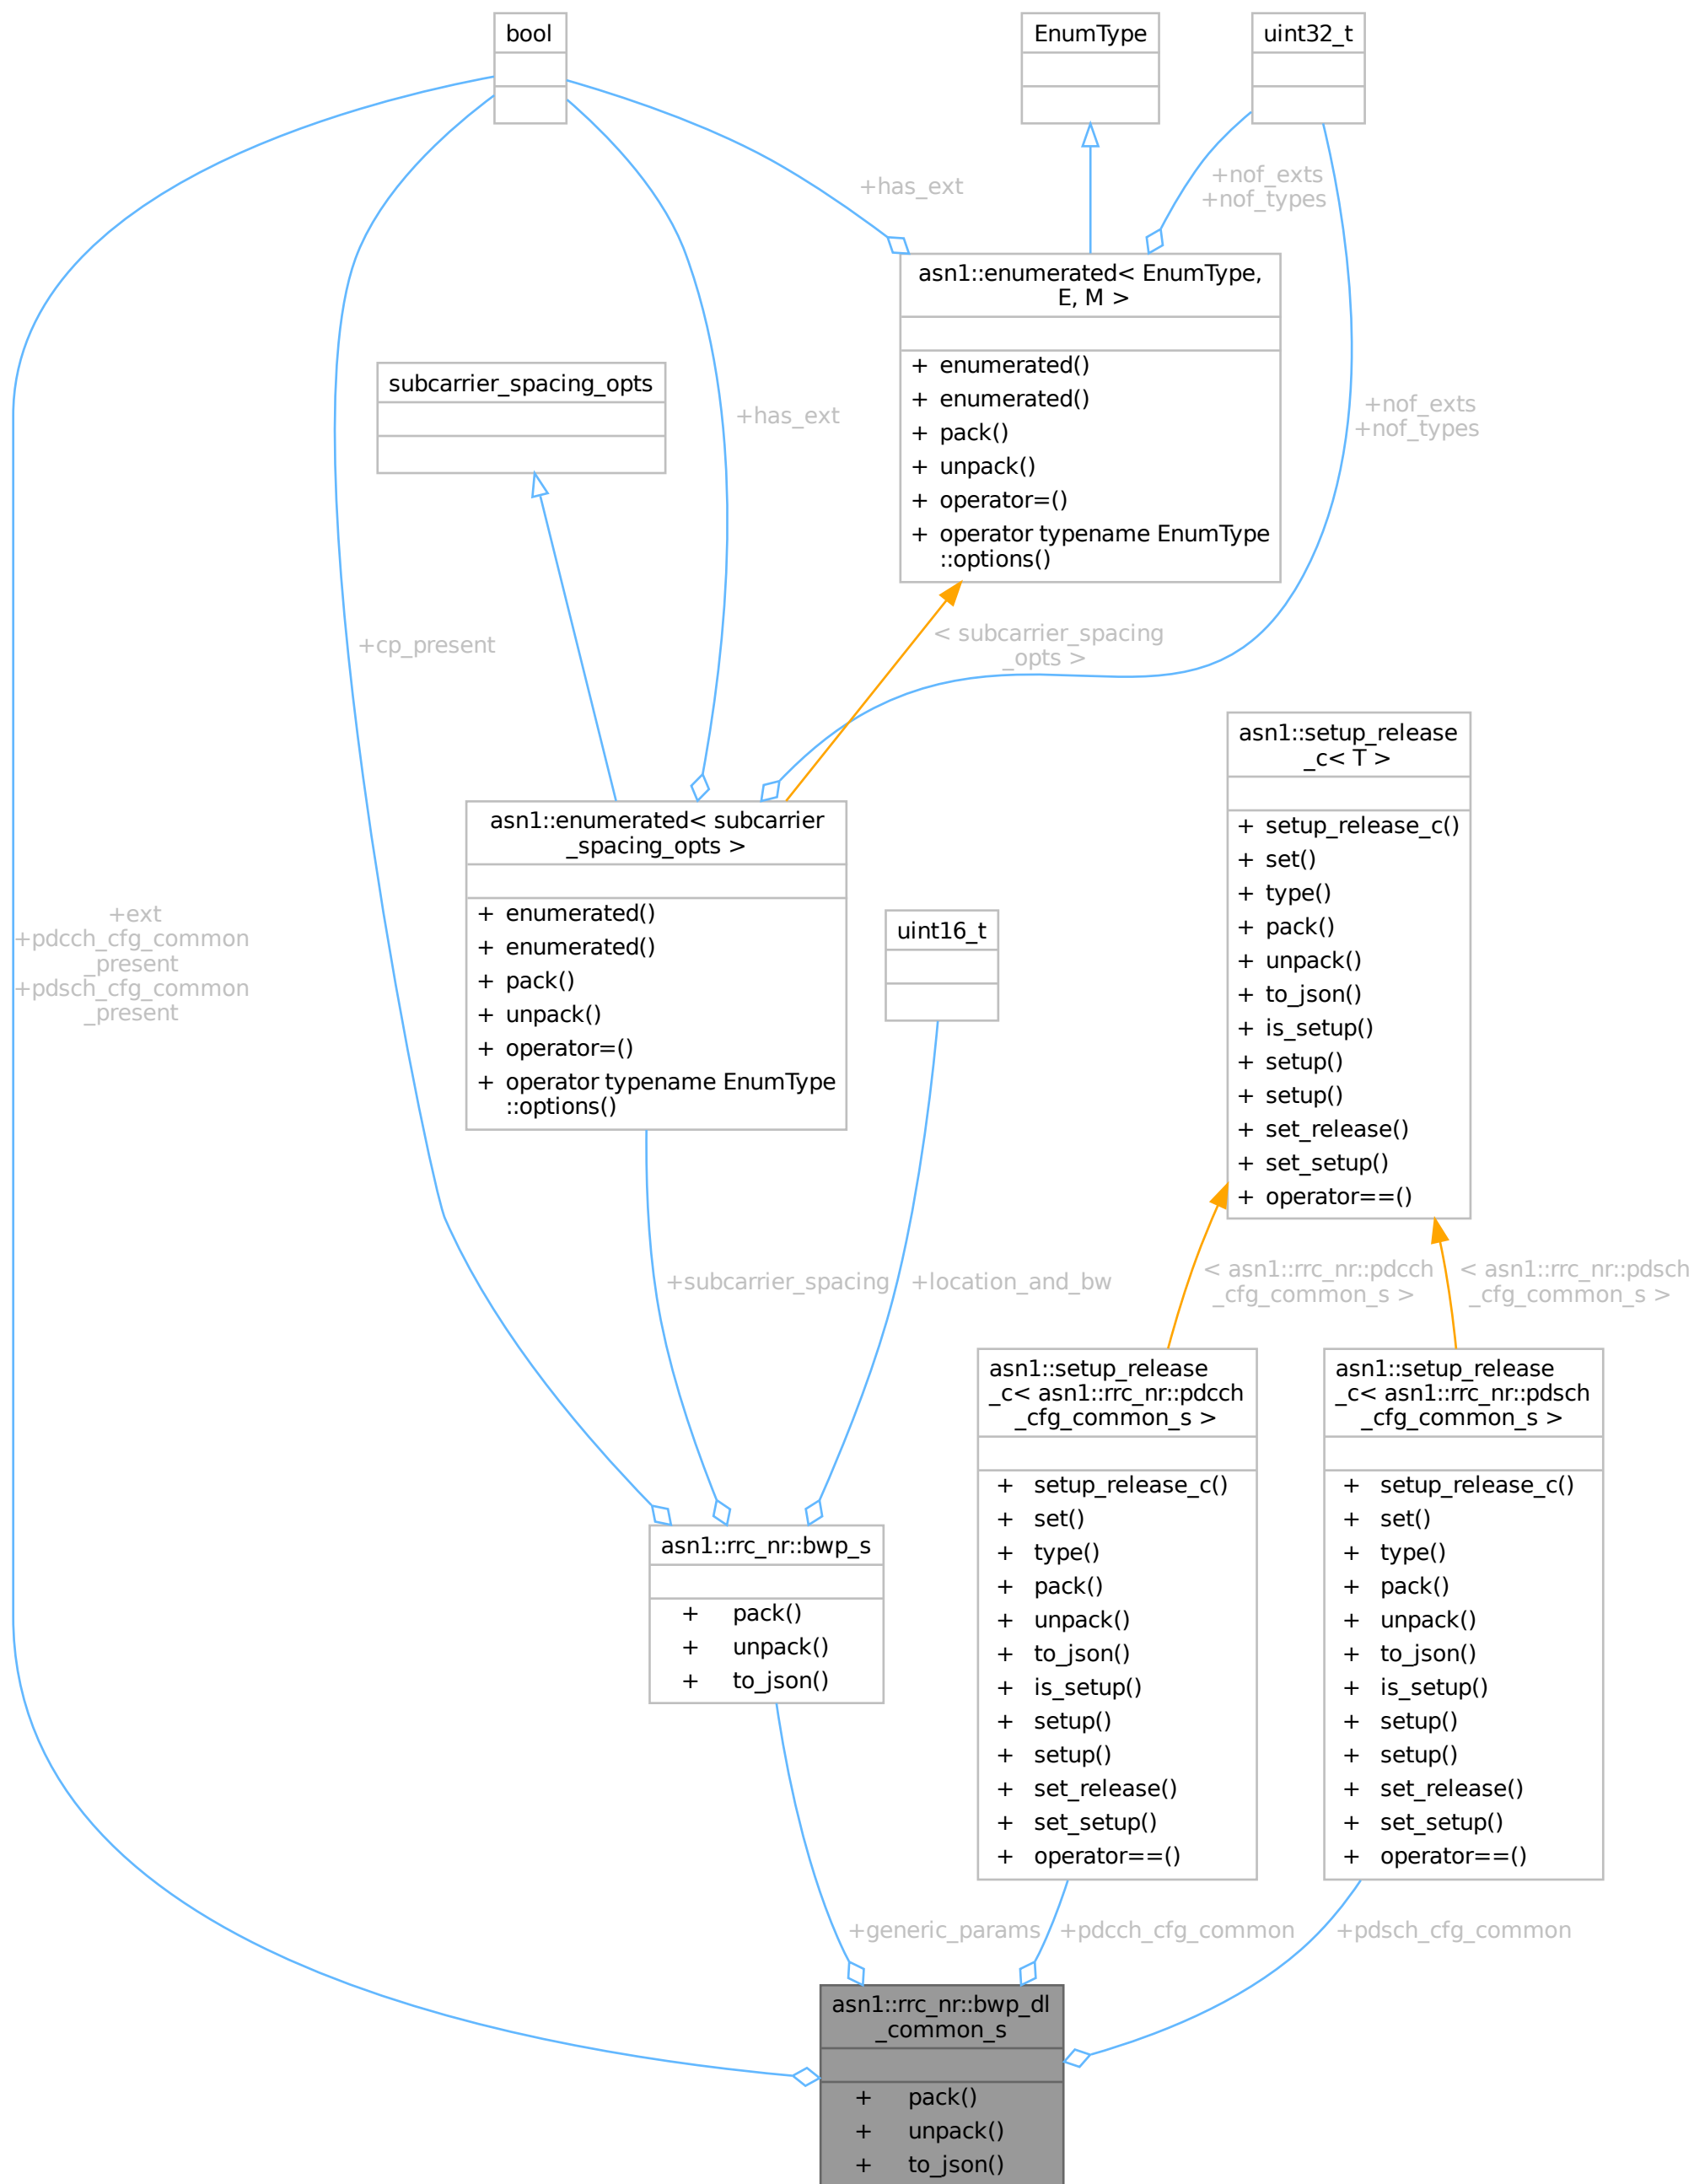 bool
EnumType
uint32_t
+has_ext
+nof_exts
+nof_types
asn1::enumerated< EnumType,
E, M >
+ enumerated()
+ enumerated()
+ pack()
+ unpack()
+ operator=()
+ operator typename EnumType
::options()
subcarrier_spacing_opts
+has_ext
+nof_exts
+nof_types
+cp_present
< subcarrier_spacing
_opts >
asn1::setup_release
_c< T >
+ setup_release_c()
+ set()
+ type()
+ pack()
+ unpack()
+ to_json()
+ is_setup()
+ setup()
+ setup()
+ set_release()
+ set_setup()
+ operator==()
asn1::enumerated< subcarrier
_spacing_opts >
+ enumerated()
+ enumerated()
+ pack()
+ unpack()
+ operator=()
+ operator typename EnumType
::options()
uint16_t
+ext
+pdcch_cfg_common
_present
+pdsch_cfg_common
_present
+subcarrier_spacing
+location_and_bw
< asn1::rrc_nr::pdcch
_cfg_common_s >
< asn1::rrc_nr::pdsch
_cfg_common_s >
asn1::rrc_nr::bwp_s
+ pack()
+ unpack()
+ to_json()
asn1::setup_release
_c< asn1::rrc_nr::pdcch
_cfg_common_s >
+ setup_release_c()
+ set()
+ type()
+ pack()
+ unpack()
+ to_json()
+ is_setup()
+ setup()
+ setup()
+ set_release()
+ set_setup()
+ operator==()
asn1::setup_release
_c< asn1::rrc_nr::pdsch
_cfg_common_s >
+ setup_release_c()
+ set()
+ type()
+ pack()
+ unpack()
+ to_json()
+ is_setup()
+ setup()
+ setup()
+ set_release()
+ set_setup()
+ operator==()
+generic_params
+pdcch_cfg_common
+pdsch_cfg_common
asn1::rrc_nr::bwp_dl
_common_s
+ pack()
+ unpack()
+ to_json()